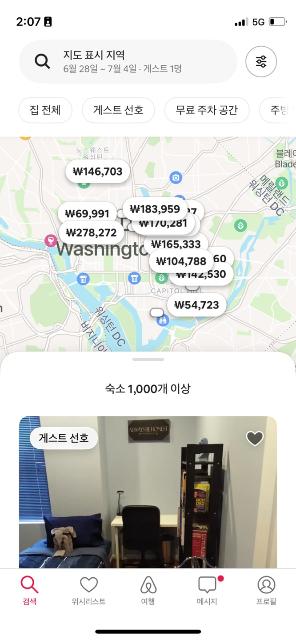 2:07
5G
지도 표시 지역
6월 28일 ~ 7월 4일 · 게스트 1명
집 전체
게스트 선호
무료 주차 공간
₩146,703
블레
Blade
메릴랜드
워싱턴 DC
₩69,991
₩183,959
₩170,281
₩278,272
Washingto
₩165,333
₩104,788
60
₩142,530
CAPITOL
₩54,723
워싱턴 DC
버지니아
숙소 1,000개 이상
게스트 선호
검색
위시리스트
여행
메시지
프로필